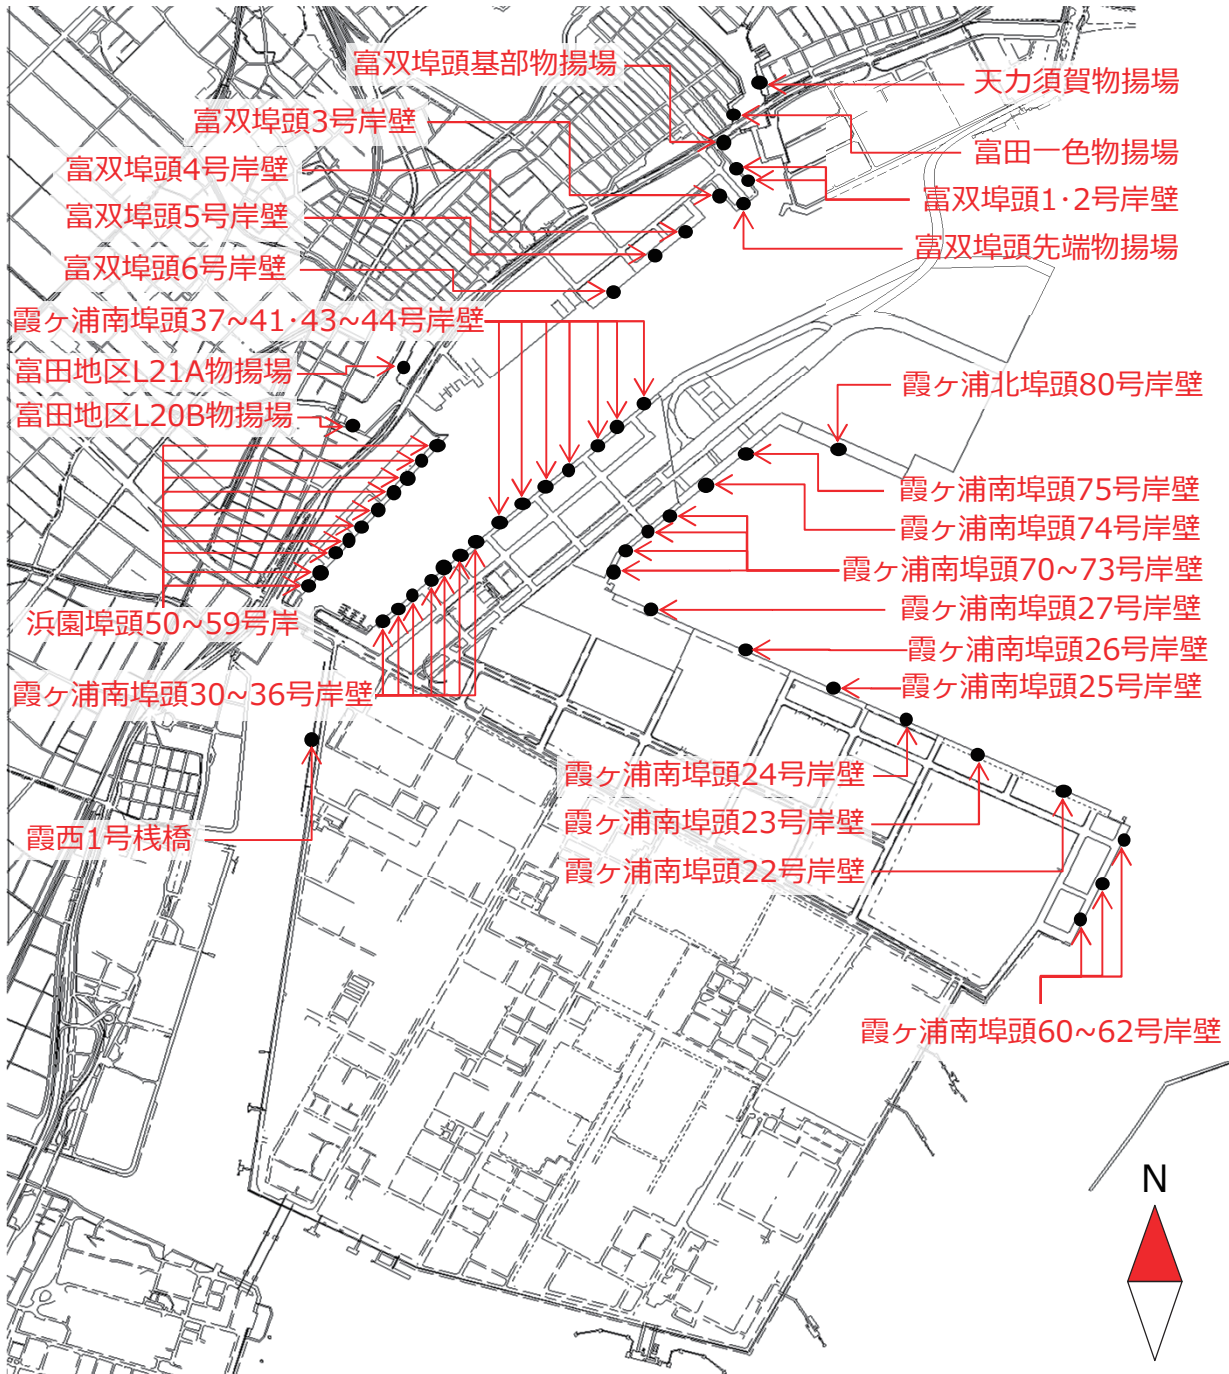 富双埠頭基部物揚場
天力須賀物揚場
富双埠頭3号岸壁
富田一色物揚場
富双埠頭4号岸壁
富双埠頭1・2号岸壁
富双埠頭5号岸壁
富双埠頭先端物揚場
富双埠頭6号岸壁
霞ヶ浦南埠頭37~41・43~44号岸壁
富田地区L21A物揚場
霞ヶ浦北埠頭80号岸壁
富田地区L20B物揚場
霞ヶ浦南埠頭75号岸壁
霞ヶ浦南埠頭74号岸壁
霞ヶ浦南埠頭70~73号岸壁
霞ヶ浦南埠頭27号岸壁
浜園埠頭50~59号岸
霞ヶ浦南埠頭26号岸壁
霞ヶ浦南埠頭25号岸壁
霞ヶ浦南埠頭30~36号岸壁
霞ヶ浦南埠頭24号岸壁
霞ヶ浦南埠頭23号岸壁
霞西1号桟橋
霞ヶ浦南埠頭22号岸壁
霞ヶ浦南埠頭60~62号岸壁
N